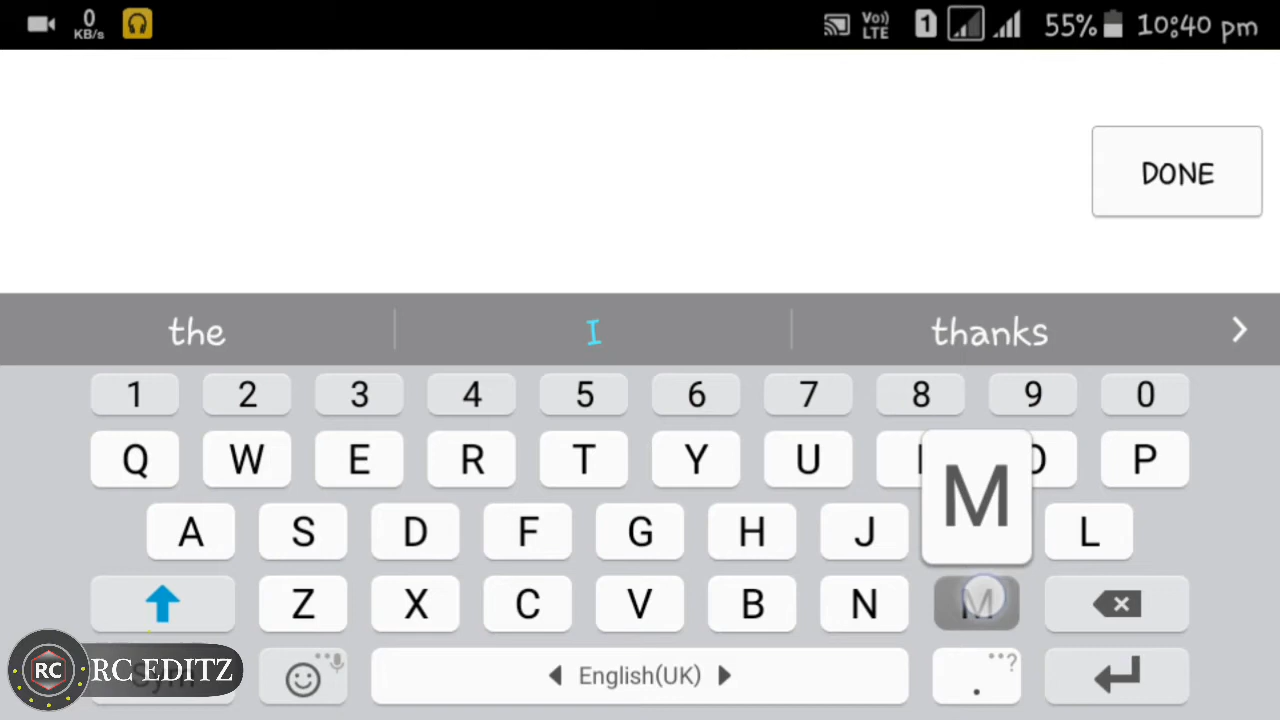 0 KB/s Vo) LTE 1 55% 10:40 pm
DONE
the I thanks
1 2 3 4 5 6 7 8 9 0
Q W E R T Y U O P
M
A S D F G H J L
Z X C V B N M
RC RC EDITZ Sym English(UK) . ?